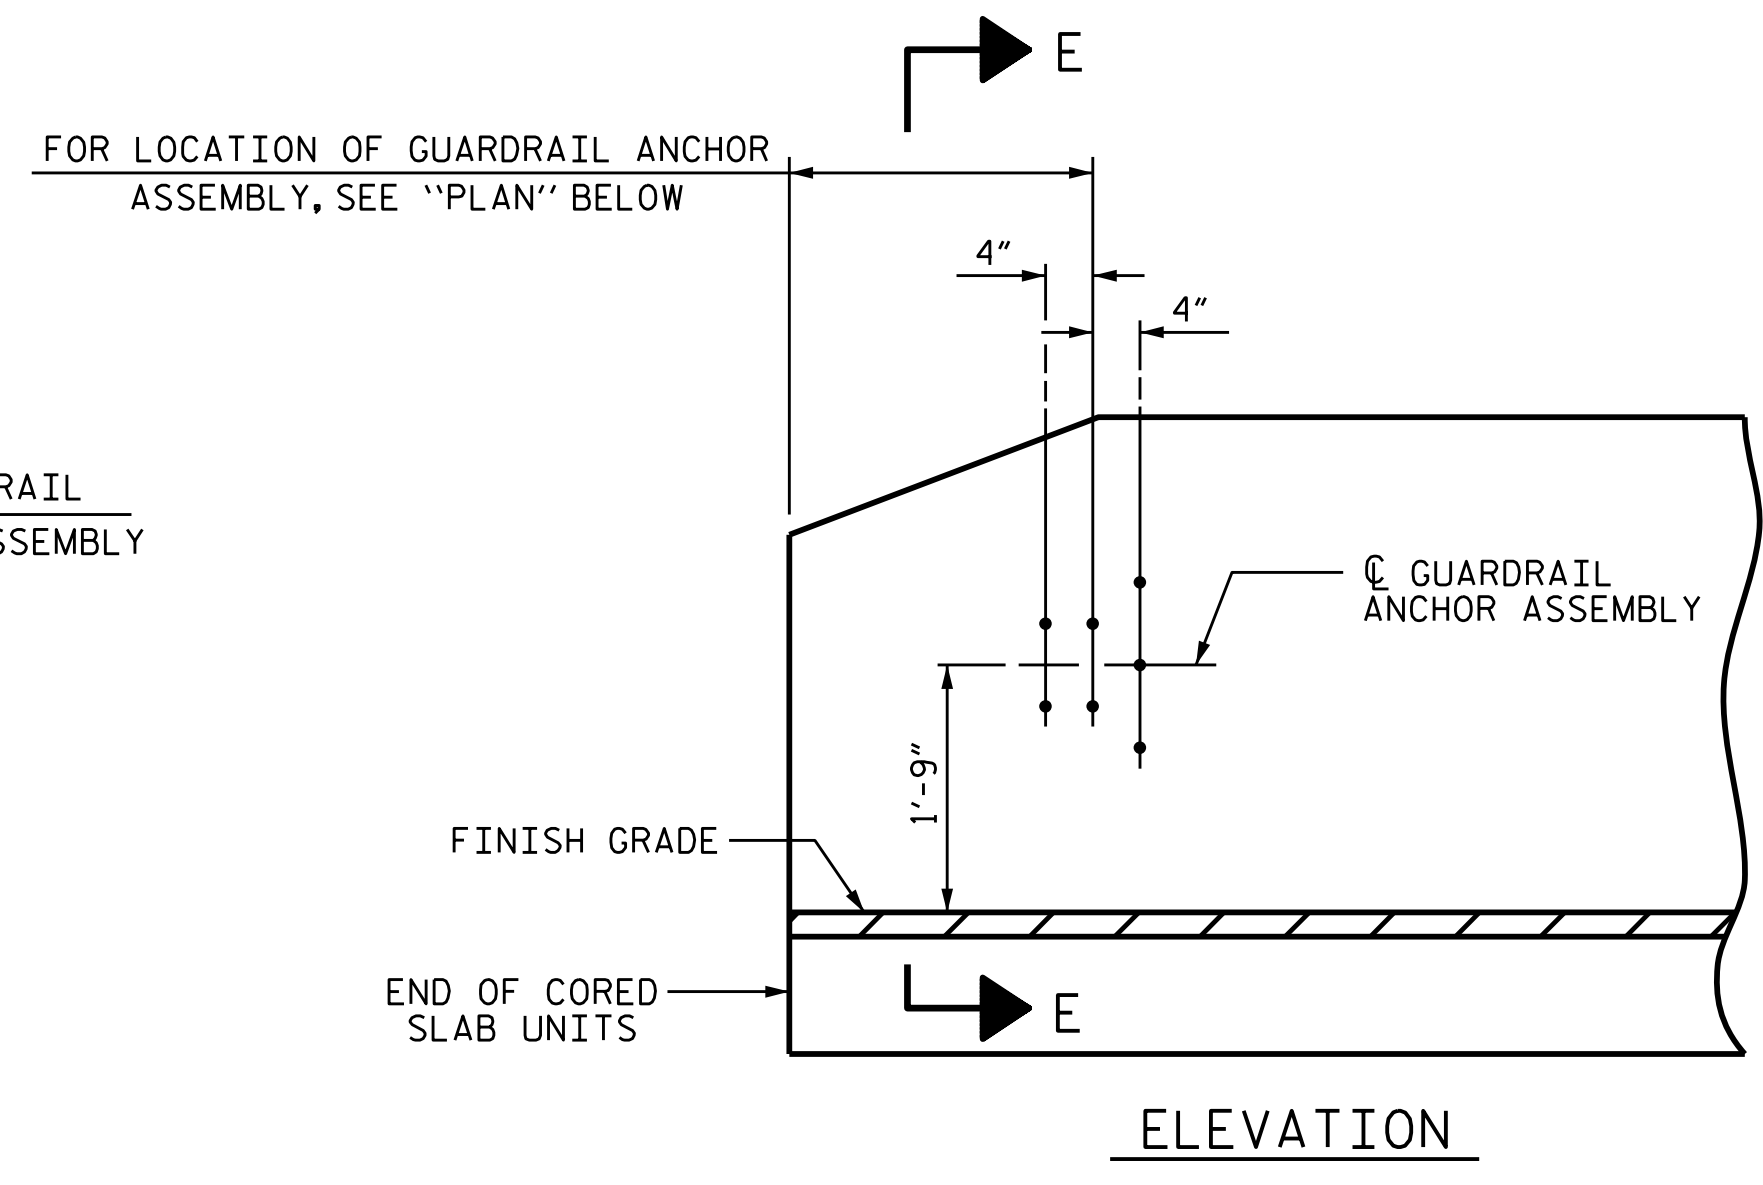 E
FOR LOCATION OF GUARDRAIL ANCHOR
ASSEMBLY, SEE "PLAN" BELOW
4"
4"
RAIL
SSEMBLY
℄ GUARDRAIL
ANCHOR ASSEMBLY
1'-9"
FINISH GRADE
END OF CORED
SLAB UNITS
E
ELEVATION